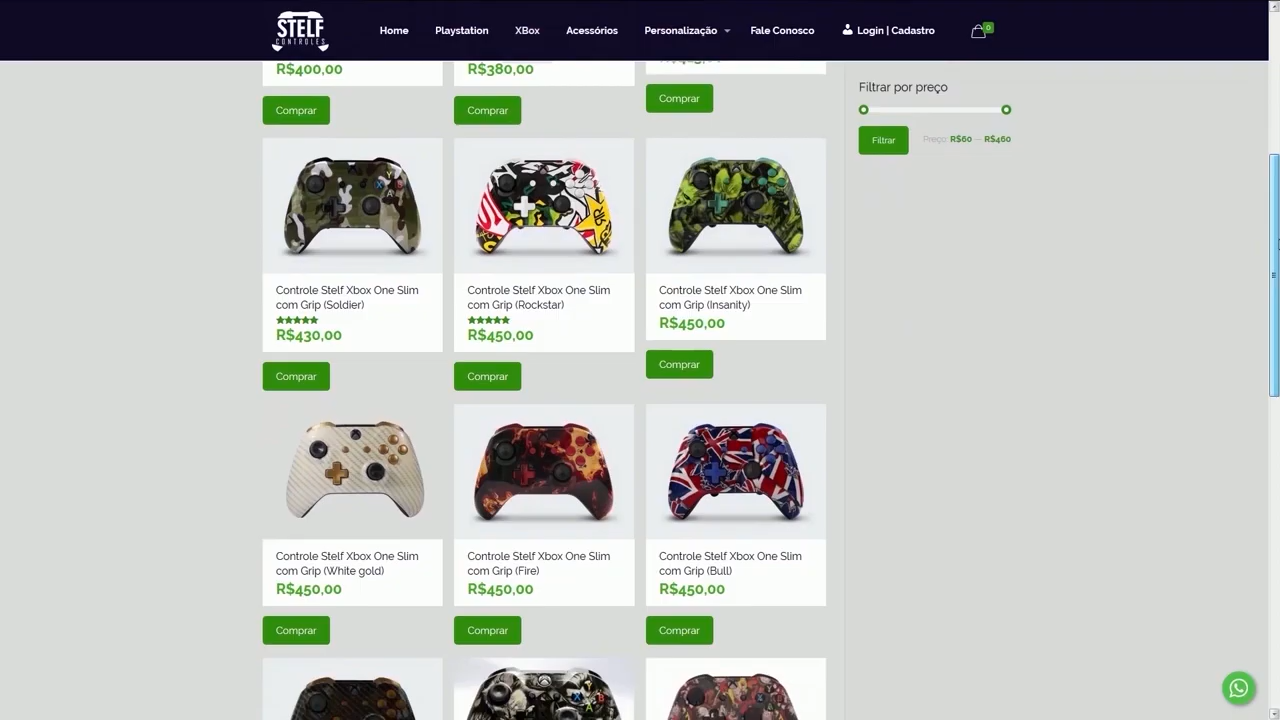 STELF
CONTROLES
Home
Playstation
XBox
Acessórios
Personalização
Fale Conosco
Login | Cadastro
0
R$400,00
R$380,00
Comprar
Comprar
Comprar
Filtrar por preço
Filtrar
Preço: R$60 — R$460
Controle Stelf Xbox One Slim
com Grip (Soldier)
R$430,00
Comprar
Controle Stelf Xbox One Slim
com Grip (Rockstar)
R$450,00
Comprar
Controle Stelf Xbox One Slim
com Grip (Insanity)
R$450,00
Comprar
Controle Stelf Xbox One Slim
com Grip (White gold)
R$450,00
Comprar
Controle Stelf Xbox One Slim
com Grip (Fire)
R$450,00
Comprar
Controle Stelf Xbox One Slim
com Grip (Bull)
R$450,00
Comprar